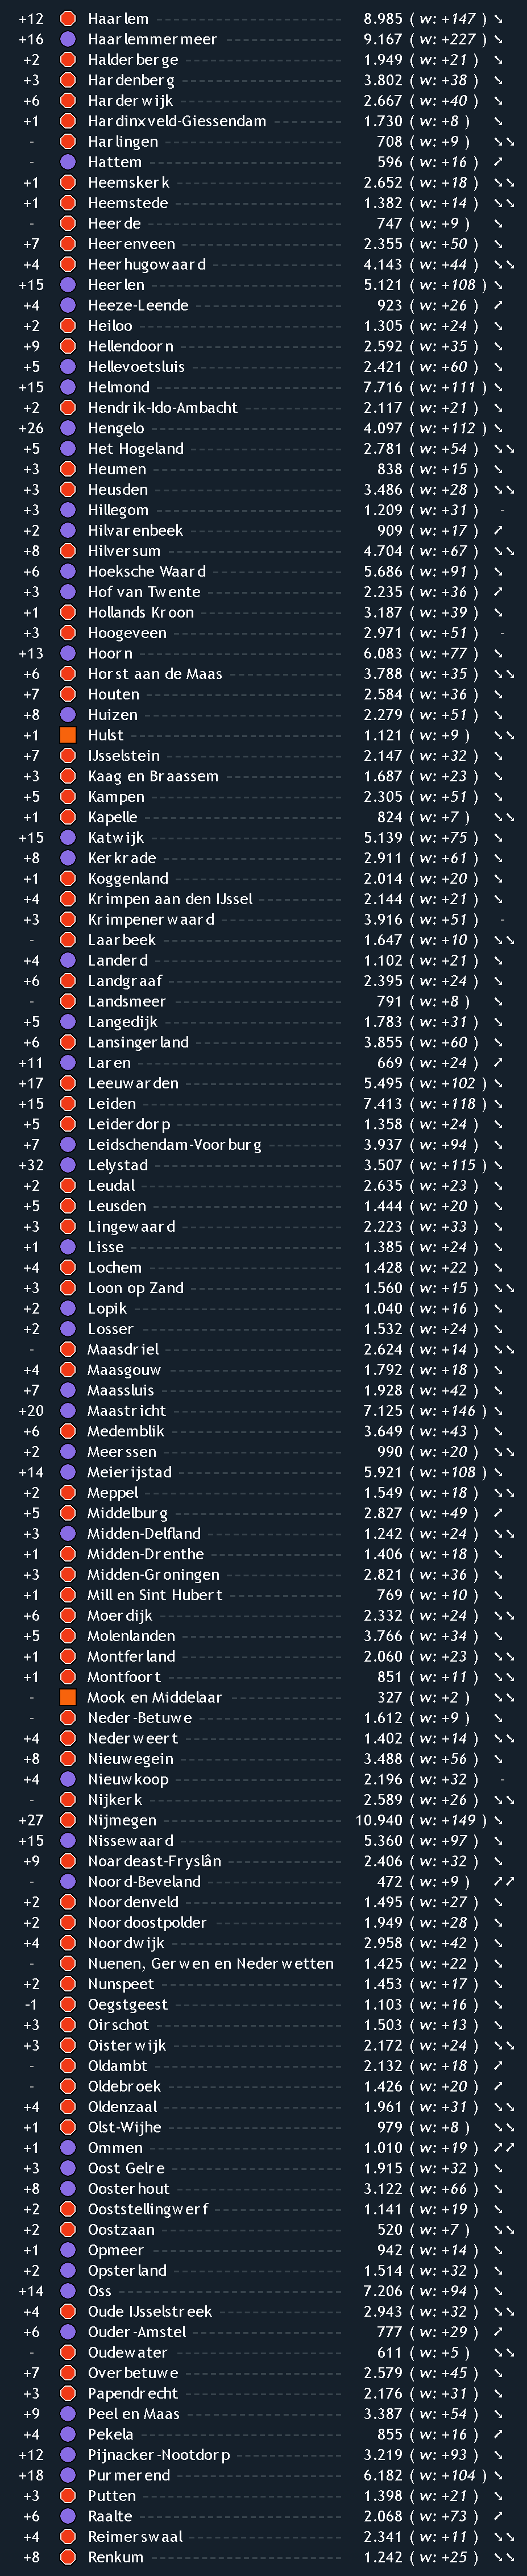 +12 Haarlem 8.985 ( w: +147 ) ↘
+16 Haarlemmermeer 9.167 ( w: +227 ) ↘
+2 Halderberge 1.949 ( w: +21 ) ↘
+3 Hardenberg 3.802 ( w: +38 ) ↘
+6 Harderwijk 2.667 ( w: +40 ) ↘
+1 Hardinxveld-Giessendam 1.730 ( w: +8 ) ↘
- Harlingen 708 ( w: +9 ) ↘↘
- Hattem 596 ( w: +16 ) ↗
+1 Heemskerk 2.652 ( w: +18 ) ↘↘
+1 Heemstede 1.382 ( w: +14 ) ↘↘
- Heerde 747 ( w: +9 ) ↘
+7 Heerenveen 2.355 ( w: +50 ) ↘
+4 Heerhugowaard 4.143 ( w: +44 ) ↘↘
+15 Heerlen 5.121 ( w: +108 ) ↘
+4 Heeze-Leende 923 ( w: +26 ) ↗
+2 Heiloo 1.305 ( w: +24 ) ↘
+9 Hellendoorn 2.592 ( w: +35 ) ↘
+5 Hellevoetsluis 2.421 ( w: +60 ) ↘
+15 Helmond 7.716 ( w: +111 ) ↘
+2 Hendrik-Ido-Ambacht 2.117 ( w: +21 ) ↘
+26 Hengelo 4.097 ( w: +112 ) ↘
+5 Het Hogeland 2.781 ( w: +54 ) ↘↘
+3 Heumen 838 ( w: +15 ) ↘
+3 Heusden 3.486 ( w: +28 ) ↘↘
+3 Hillegom 1.209 ( w: +31 ) -
+2 Hilvarenbeek 909 ( w: +17 ) ↗
+8 Hilversum 4.704 ( w: +67 ) ↘↘
+6 Hoeksche Waard 5.686 ( w: +91 ) ↘
+3 Hof van Twente 2.235 ( w: +36 ) ↗
+1 Hollands Kroon 3.187 ( w: +39 ) ↘
+3 Hoogeveen 2.971 ( w: +51 ) -
+13 Hoorn 6.083 ( w: +77 ) ↘
+6 Horst aan de Maas 3.788 ( w: +35 ) ↘↘
+7 Houten 2.584 ( w: +36 ) ↘
+8 Huizen 2.279 ( w: +51 ) ↘
+1 Hulst 1.121 ( w: +9 ) ↘↘
+7 IJsselstein 2.147 ( w: +32 ) ↘
+3 Kaag en Braassem 1.687 ( w: +23 ) ↘
+5 Kampen 2.305 ( w: +51 ) ↘
+1 Kapelle 824 ( w: +7 ) ↘↘
+15 Katwijk 5.139 ( w: +75 ) ↘
+8 Kerkrade 2.911 ( w: +61 ) ↘
+1 Koggenland 2.014 ( w: +20 ) ↘
+4 Krimpen aan den IJssel 2.144 ( w: +21 ) ↘
+3 Krimpenerwaard 3.916 ( w: +51 ) -
- Laarbeek 1.647 ( w: +10 ) ↘↘
+4 Landerd 1.102 ( w: +21 ) ↘
+6 Landgraaf 2.395 ( w: +24 ) ↘
- Landsmeer 791 ( w: +8 ) ↘
+5 Langedijk 1.783 ( w: +31 ) ↘
+6 Lansingerland 3.855 ( w: +60 ) ↘
+11 Laren 669 ( w: +24 ) ↗
+17 Leeuwarden 5.495 ( w: +102 ) ↘
+15 Leiden 7.413 ( w: +118 ) ↘
+5 Leiderdorp 1.358 ( w: +24 ) ↘
+7 Leidschendam-Voorburg 3.937 ( w: +94 ) ↘
+32 Lelystad 3.507 ( w: +115 ) ↘
+2 Leudal 2.635 ( w: +23 ) ↘
+5 Leusden 1.444 ( w: +20 ) ↘
+3 Lingewaard 2.223 ( w: +33 ) ↘
+1 Lisse 1.385 ( w: +24 ) ↘
+4 Lochem 1.428 ( w: +22 ) ↘
+3 Loon op Zand 1.560 ( w: +15 ) ↘↘
+2 Lopik 1.040 ( w: +16 ) ↘
+2 Losser 1.532 ( w: +24 ) ↘
- Maasdriel 2.624 ( w: +14 ) ↘↘
+4 Maasgouw 1.792 ( w: +18 ) ↘
+7 Maassluis 1.928 ( w: +42 ) ↘
+20 Maastricht 7.125 ( w: +146 ) ↘
+6 Medemblik 3.649 ( w: +43 ) ↘
+2 Meerssen 990 ( w: +20 ) ↘↘
+14 Meierijstad 5.921 ( w: +108 ) ↘
+2 Meppel 1.549 ( w: +18 ) ↘↘
+5 Middelburg 2.827 ( w: +49 ) ↗
+3 Midden-Delfland 1.242 ( w: +24 ) ↘↘
+1 Midden-Drenthe 1.406 ( w: +18 ) ↘
+3 Midden-Groningen 2.821 ( w: +36 ) ↘
+1 Mill en Sint Hubert 769 ( w: +10 ) ↘
+6 Moerdijk 2.332 ( w: +24 ) ↘↘
+5 Molenlanden 3.766 ( w: +34 ) ↘
+1 Montferland 2.060 ( w: +23 ) ↘↘
+1 Montfoort 851 ( w: +11 ) ↘↘
- Mook en Middelaar 327 ( w: +2 ) ↘↘
- Neder-Betuwe 1.612 ( w: +9 ) ↘
+4 Nederweert 1.402 ( w: +14 ) ↘↘
+8 Nieuwegein 3.488 ( w: +56 ) ↘
+4 Nieuwkoop 2.196 ( w: +32 ) -
- Nijkerk 2.589 ( w: +26 ) ↘↘
+27 Nijmegen 10.940 ( w: +149 ) ↘
+15 Nissewaard 5.360 ( w: +97 ) ↘
+9 Noardeast-Fryslân 2.406 ( w: +32 ) ↘
- Noord-Beveland 472 ( w: +9 ) ↗↗
+2 Noordenveld 1.495 ( w: +27 ) ↘
+2 Noordoostpolder 1.949 ( w: +28 ) ↘
+4 Noordwijk 2.958 ( w: +42 ) ↘
- Nuenen, Gerwen en Nederwetten 1.425 ( w: +22 ) ↘
+2 Nunspeet 1.453 ( w: +17 ) ↘
-1 Oegstgeest 1.103 ( w: +16 ) ↘
+3 Oirschot 1.503 ( w: +13 ) ↘
+3 Oisterwijk 2.172 ( w: +24 ) ↘↘
- Oldambt 2.132 ( w: +18 ) ↗
- Oldebroek 1.426 ( w: +20 ) ↗
+4 Oldenzaal 1.961 ( w: +31 ) ↘↘
+1 Olst-Wijhe 979 ( w: +8 ) ↘↘
+1 Ommen 1.010 ( w: +19 ) ↗↗
+3 Oost Gelre 1.915 ( w: +32 ) ↘
+8 Oosterhout 3.122 ( w: +66 ) ↘
+2 Ooststellingwerf 1.141 ( w: +19 ) ↘
+2 Oostzaan 520 ( w: +7 ) ↘↘
+1 Opmeer 942 ( w: +14 ) ↘
+2 Opsterland 1.514 ( w: +32 ) ↘
+14 Oss 7.206 ( w: +94 ) ↘
+4 Oude IJsselstreek 2.943 ( w: +32 ) ↘↘
+6 Ouder-Amstel 777 ( w: +29 ) ↗
- Oudewater 611 ( w: +5 ) ↘↘
+7 Overbetuwe 2.579 ( w: +45 ) ↘
+3 Papendrecht 2.176 ( w: +31 ) ↘
+9 Peel en Maas 3.387 ( w: +54 ) ↘
+4 Pekela 855 ( w: +16 ) ↗
+12 Pijnacker-Nootdorp 3.219 ( w: +93 ) ↘
+18 Purmerend 6.182 ( w: +104 ) ↘
+3 Putten 1.398 ( w: +21 ) ↘
+6 Raalte 2.068 ( w: +73 ) ↗
+4 Reimerswaal 2.341 ( w: +11 ) ↘↘
+8 Renkum 1.242 ( w: +25 ) ↘↘